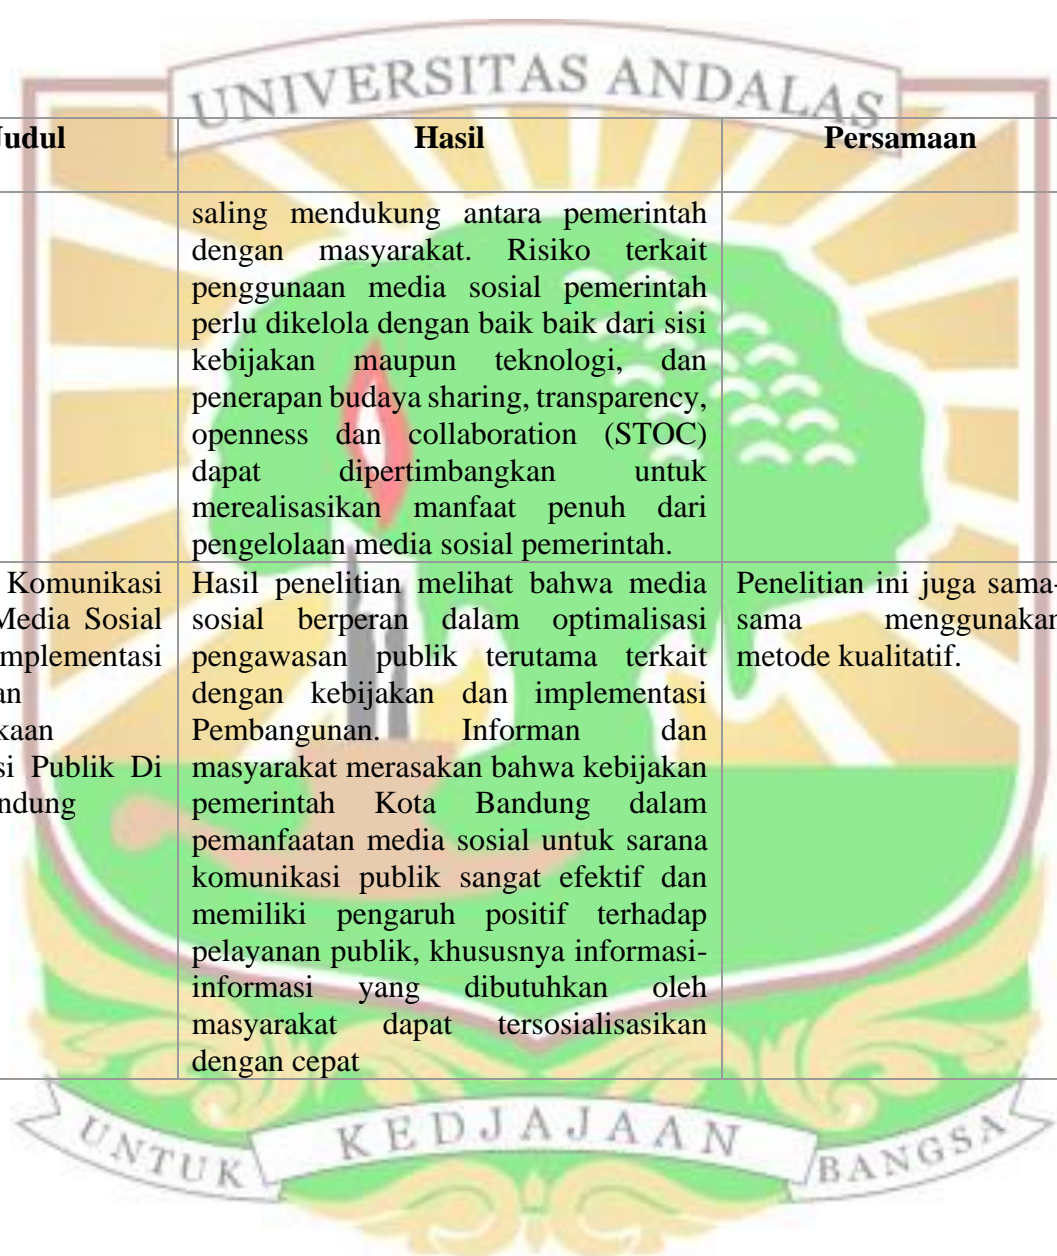 UNIVERSITAS ANDALAS
Judul
Hasil
Persamaan
saling mendukung antara pemerintah
dengan masyarakat. Risiko terkait
penggunaan media sosial pemerintah
perlu dikelola dengan baik baik dari sisi
kebijakan maupun teknologi, dan
penerapan budaya sharing, transparency,
openness dan collaboration (STOC)
dapat dipertimbangkan untuk
merealisasikan manfaat penuh dari
pengelolaan media sosial pemerintah.
Komunikasi
Media Sosial
mplementasi
an
kaan
si Publik Di
ndung
Hasil penelitian melihat bahwa media
sosial berperan dalam optimalisasi
pengawasan publik terutama terkait
dengan kebijakan dan implementasi
Pembangunan. Informan dan
masyarakat merasakan bahwa kebijakan
pemerintah Kota Bandung dalam
pemanfaatan media sosial untuk sarana
komunikasi publik sangat efektif dan
memiliki pengaruh positif terhadap
pelayanan publik, khususnya informasi-
informasi yang dibutuhkan oleh
masyarakat dapat tersosialisasikan
dengan cepat
Penelitian ini juga sama-
sama menggunakan
metode kualitatif.
UNTUK KEDJAJAAN BANGSA